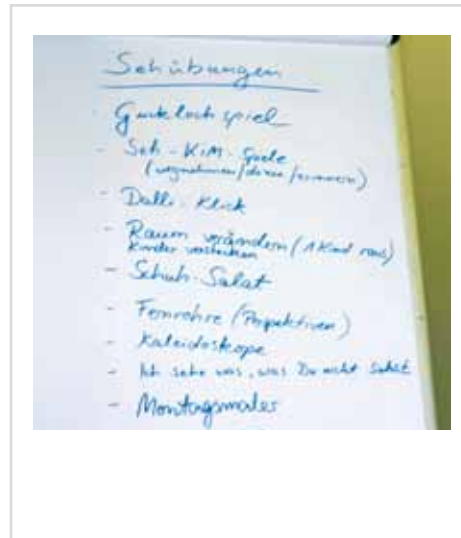 Sehübungen
Guckloch spiel
- Seh-KiM-Spiele
(wegnehmen/dazu/erinnern)
- Dalli-Klick
- Raum verändern (1 Kind raus)
Kinder verstecken
- Schuh-Salat
- Fernrohre (Perspektiven)
- Kaleidoskope
- Ich sehe was, was Du nicht siehst
- Montagsmaler